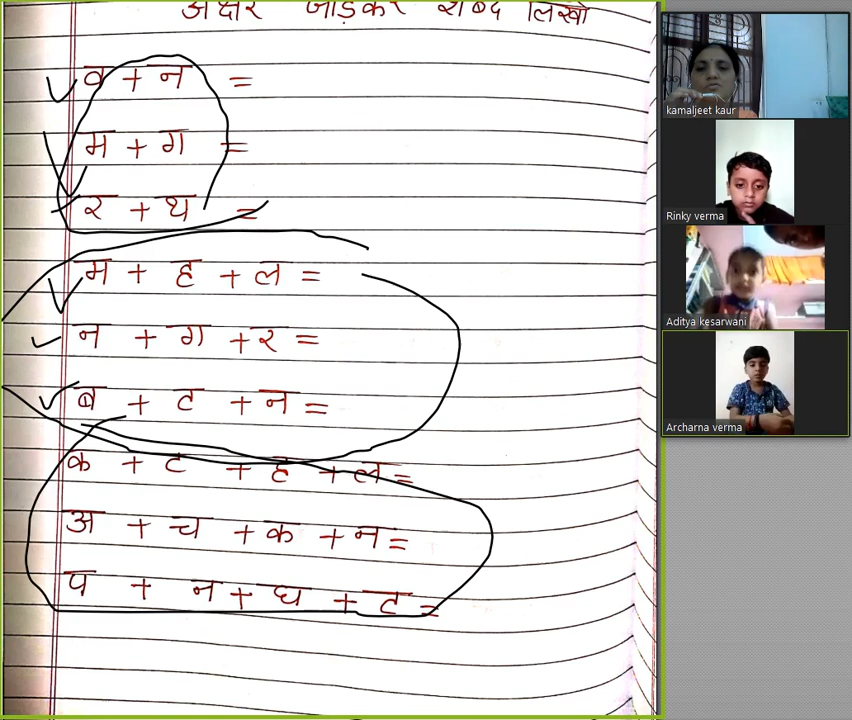 अक्षर जोड़कर शब्द लिखो
व + न =
म + ग =
र + थ =
म + ह + ल =
न + ग + र =
ब + ट + न =
क + ट + ह + ल =
अ + च + क + न =
प + न + घ + ट =
kamaljeet kaur
Rinky verma
Aditya kesarwani
Archarna verma